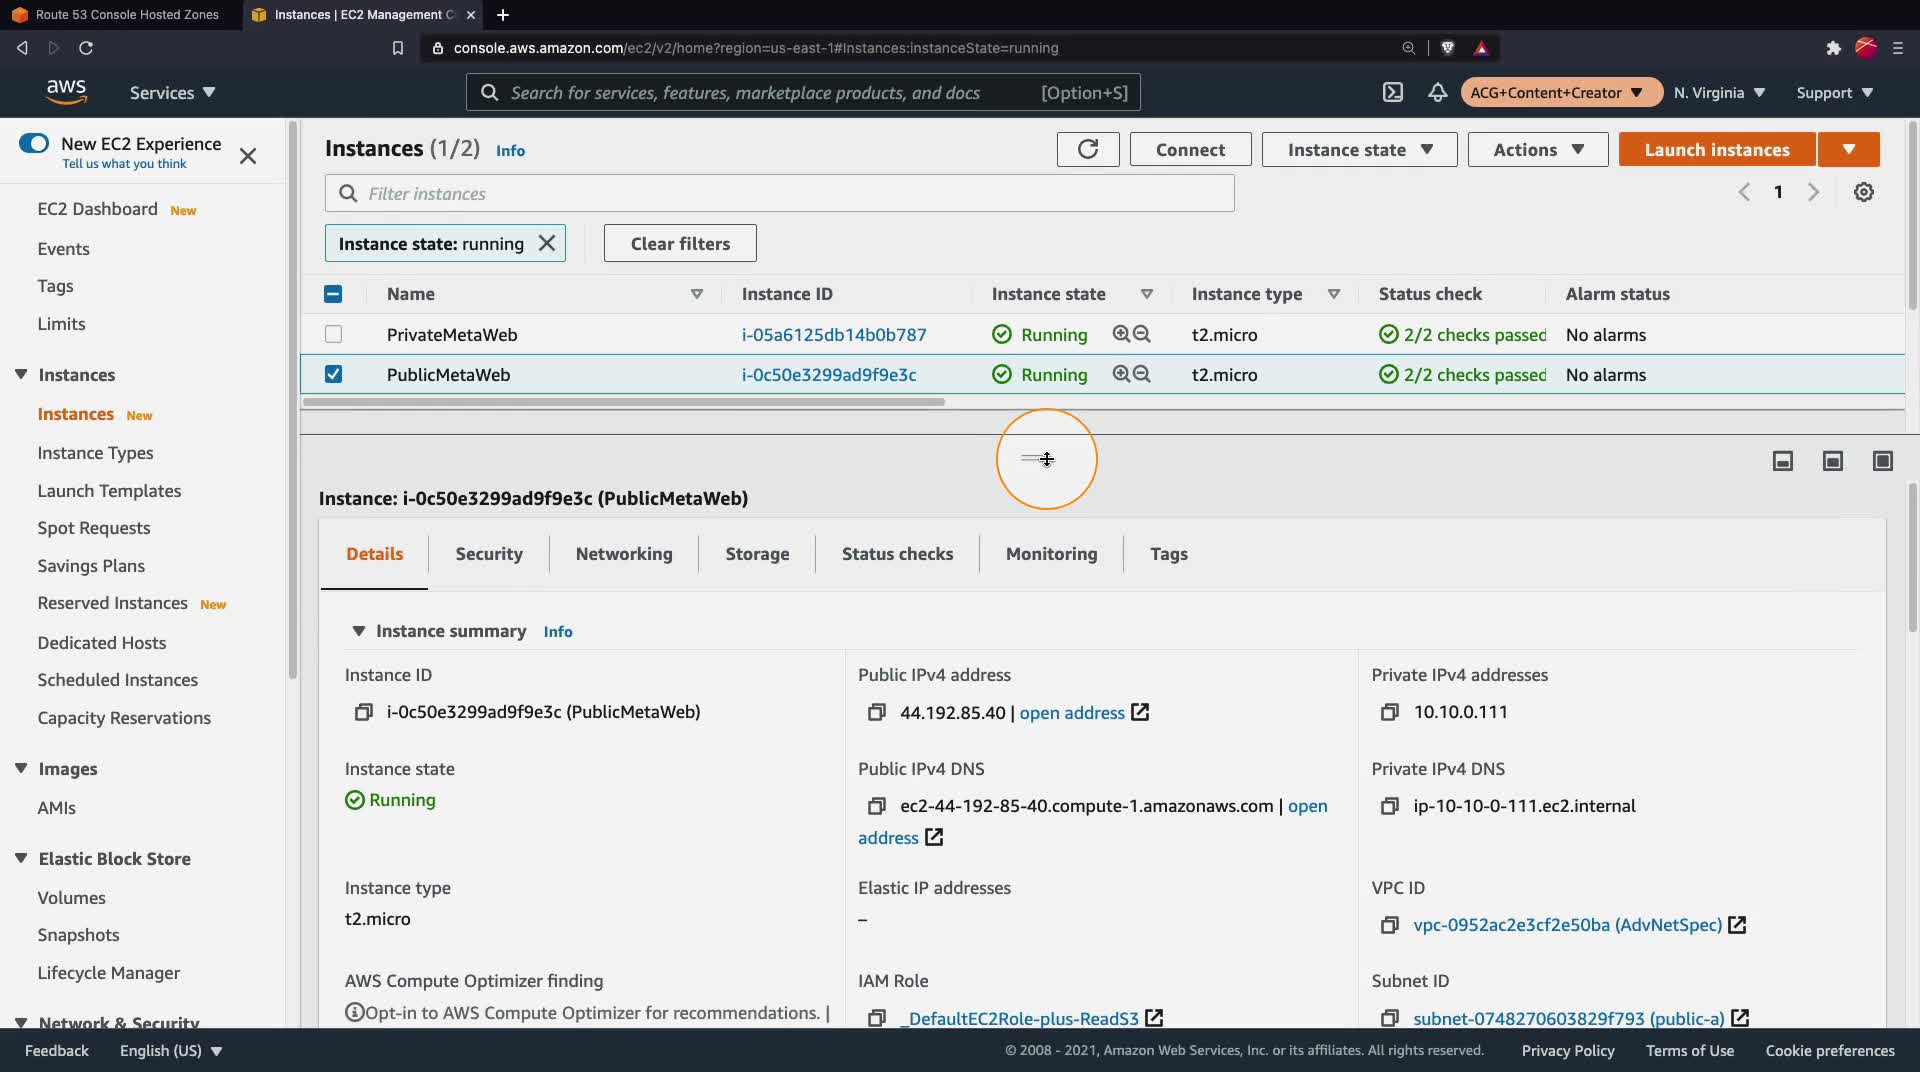 Route 53 Console Hosted Zones
Instances | EC2 Management C
console.aws.amazon.com/ec2/v2/home?region=us-east-1#Instances:instanceState=running
aws
Services
Search for services, features, marketplace products, and docs
[Option+S]
ACG+Content+Creator
N. Virginia
Support
New EC2 Experience
Tell us what you think
EC2 Dashboard New
Events
Tags
Limits
Instances
Instances New
Instance Types
Launch Templates
Spot Requests
Savings Plans
Reserved Instances New
Dedicated Hosts
Scheduled Instances
Capacity Reservations
Images
AMIs
Elastic Block Store
Volumes
Snapshots
Lifecycle Manager
Network & Security
Instances (1/2) Info
Connect
Instance state
Actions
Launch instances
Filter instances
1
Instance state: running
Clear filters
Name Instance ID Instance state Instance type Status check Alarm status
PrivateMetaWeb i-05a6125db14b0b787 Running t2.micro 2/2 checks passed No alarms
PublicMetaWeb i-0c50e3299ad9f9e3c Running t2.micro 2/2 checks passed No alarms
Instance: i-0c50e3299ad9f9e3c (PublicMetaWeb)
Details Security Networking Storage Status checks Monitoring Tags
Instance summary Info
Instance ID
i-0c50e3299ad9f9e3c (PublicMetaWeb)
Public IPv4 address
44.192.85.40 | open address
Private IPv4 addresses
10.10.0.111
Instance state
Running
Public IPv4 DNS
ec2-44-192-85-40.compute-1.amazonaws.com | open
address
Private IPv4 DNS
ip-10-10-0-111.ec2.internal
Instance type
t2.micro
Elastic IP addresses
–
VPC ID
vpc-0952ac2e3cf2e50ba (AdvNetSpec)
AWS Compute Optimizer finding
Opt-in to AWS Compute Optimizer for recommendations. |
IAM Role
_DefaultEC2Role-plus-ReadS3
Subnet ID
subnet-0748270603829f793 (public-a)
Feedback
English (US)
© 2008 - 2021, Amazon Web Services, Inc. or its affiliates. All rights reserved.
Privacy Policy
Terms of Use
Cookie preferences